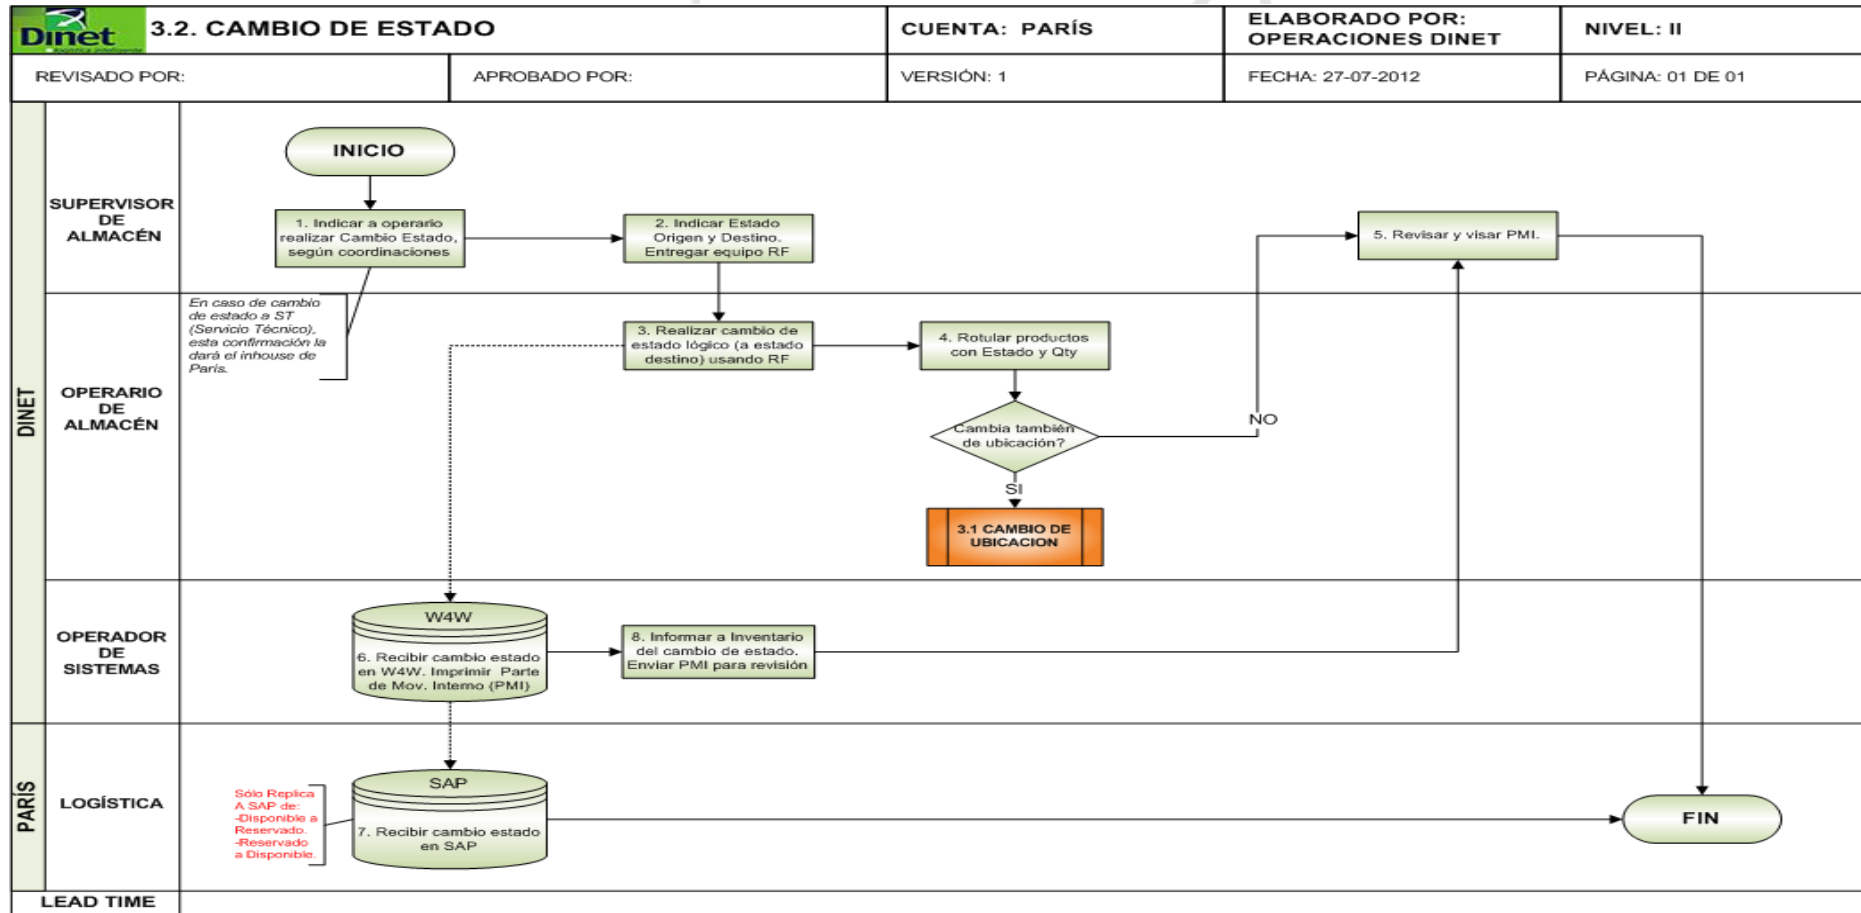 Dinet
3.2. CAMBIO DE ESTADO
CUENTA: PARÍS
ELABORADO POR:
OPERACIONES DINET
NIVEL: II
REVISADO POR:
APROBADO POR:
VERSIÓN: 1
FECHA: 27-07-2012
PÁGINA: 01 DE 01
DINET
SUPERVISOR
DE
ALMACÉN
INICIO
1. Indicar a operario
realizar Cambio Estado,
según coordinaciones
2. Indicar Estado
Origen y Destino.
Entregar equipo RF
5. Revisar y visar PMI.
OPERARIO
DE
ALMACÉN
En caso de cambio
de estado a ST
(Servicio Técnico),
esta confirmación la
dará el inhouse de
Paris.
3. Realizar cambio de
estado lógico (a estado
destino) usando RF
4. Rotular productos
con Estado y Qty
Cambia también
de ubicación?
NO
SI
3.1 CAMBIO DE
UBICACION
OPERADOR
DE
SISTEMAS
W4W
6. Recibir cambio estado
en W4W. Imprimir Parte
de Mov. Interno (PMI)
8. Informar a Inventario
del cambio de estado.
Enviar PMI para revisión
PARÍS
LOGÍSTICA
Sólo Replica
A SAP de:
-Disponible a
Reservado.
-Reservado
a Disponible.
SAP
7. Recibir cambio estado
en SAP
FIN
LEAD TIME